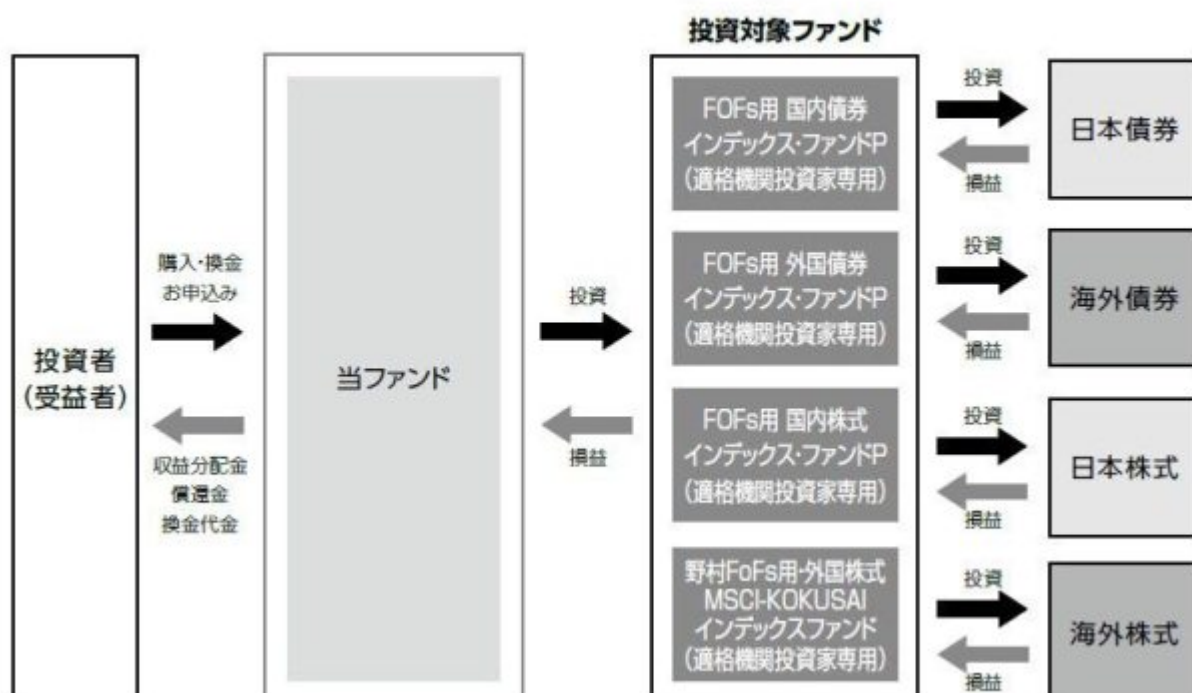 投資対象ファンド
投資者
(受益者)
購入・換金
お申込み
収益分配金
償還金
換金代金
当ファンド
投資
損益
FOFs用 国内債券
インデックス・ファンドP
(適格機関投資家専用)
投資
損益
日本債券
FOFs用 外国債券
インデックス・ファンドP
(適格機関投資家専用)
投資
損益
海外債券
FOFs用 国内株式
インデックス・ファンドP
(適格機関投資家専用)
投資
損益
日本株式
野村FoFs用・外国株式
MSCI-KOKUSAI
インデックスファンド
(適格機関投資家専用)
投資
損益
海外株式